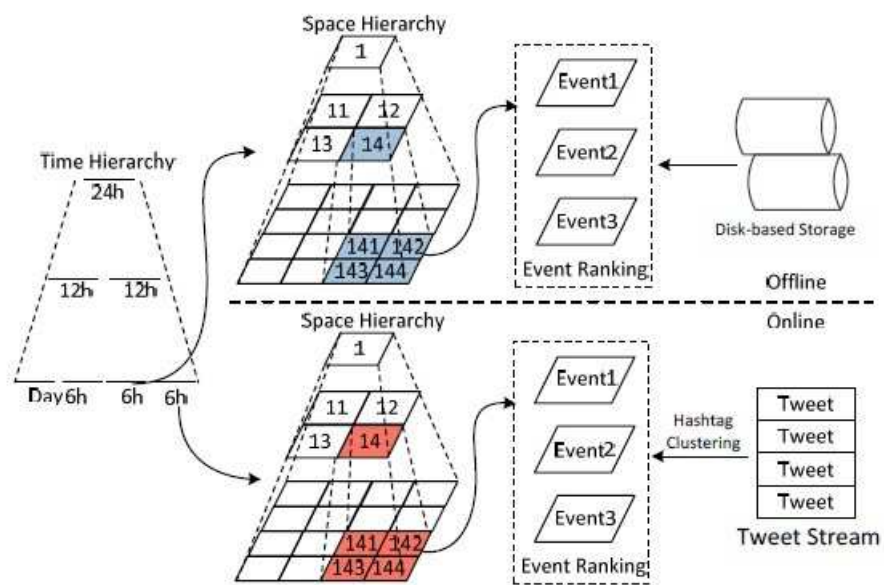 Space Hierarchy
1
11 12
13 14
141 142
143 144
Time Hierarchy
24h
12h 12h
Day 6h 6h 6h
Event1
Event2
Event3
Event Ranking
Disk-based Storage
Offline
Online
Space Hierarchy
1
11 12
13 14
141 142
143 144
Event1
Event2
Event3
Event Ranking
Hashtag
Clustering
Tweet
Tweet
Tweet
Tweet
Tweet Stream